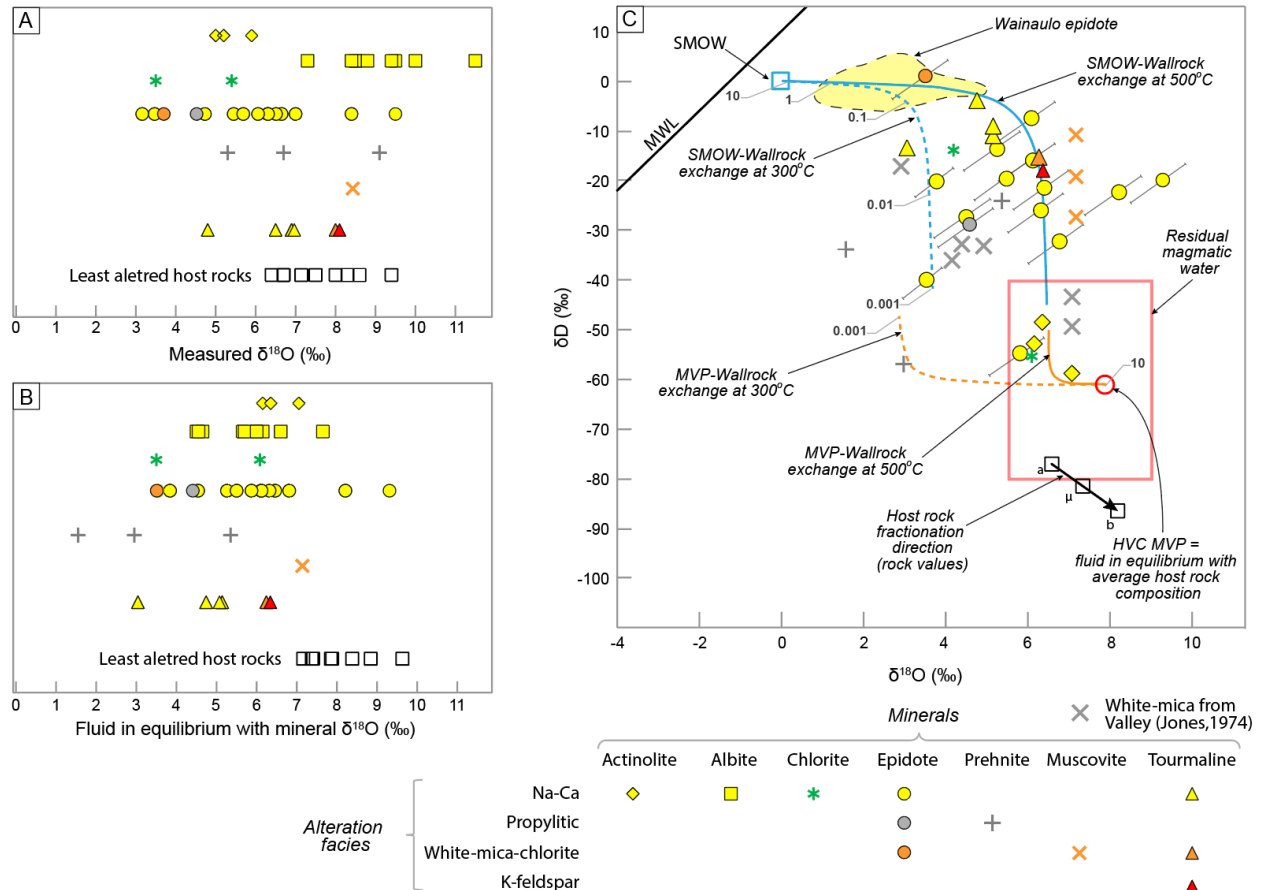 A
Least aletred host rocks
0 1 2 3 4 5 6 7 8 9 10 11
Measured δ¹⁸O (‰)
B
Least aletred host rocks
0 1 2 3 4 5 6 7 8 9 10 11
Fluid in equilibrium with mineral δ¹⁸O (‰)
C
10
0
-10
-20
-30
-40
-50
-60
-70
-80
-90
-100
δD (‰)
-4 -2 0 2 4 6 8 10
δ¹⁸O (‰)
MWL
SMOW
Wainaulo epidote
SMOW-Wallrock
exchange at 500°C
10
1
0.1
SMOW-Wallrock
exchange at 300°C
0.01
0.001
Residual
magmatic
water
0.001
MVP-Wallrock
exchange at 300°C
10
MVP-Wallrock
exchange at 500°C
a
μ
b
Host rock
fractionation
direction
(rock values)
HVC MVP =
fluid in equilibrium with
average host rock
composition
Minerals
White-mica from
Valley (Jones,1974)
Actinolite Albite Chlorite Epidote Prehnite Muscovite Tourmaline
Alteration
facies
Na-Ca
Propylitic
White-mica-chlorite
K-feldspar